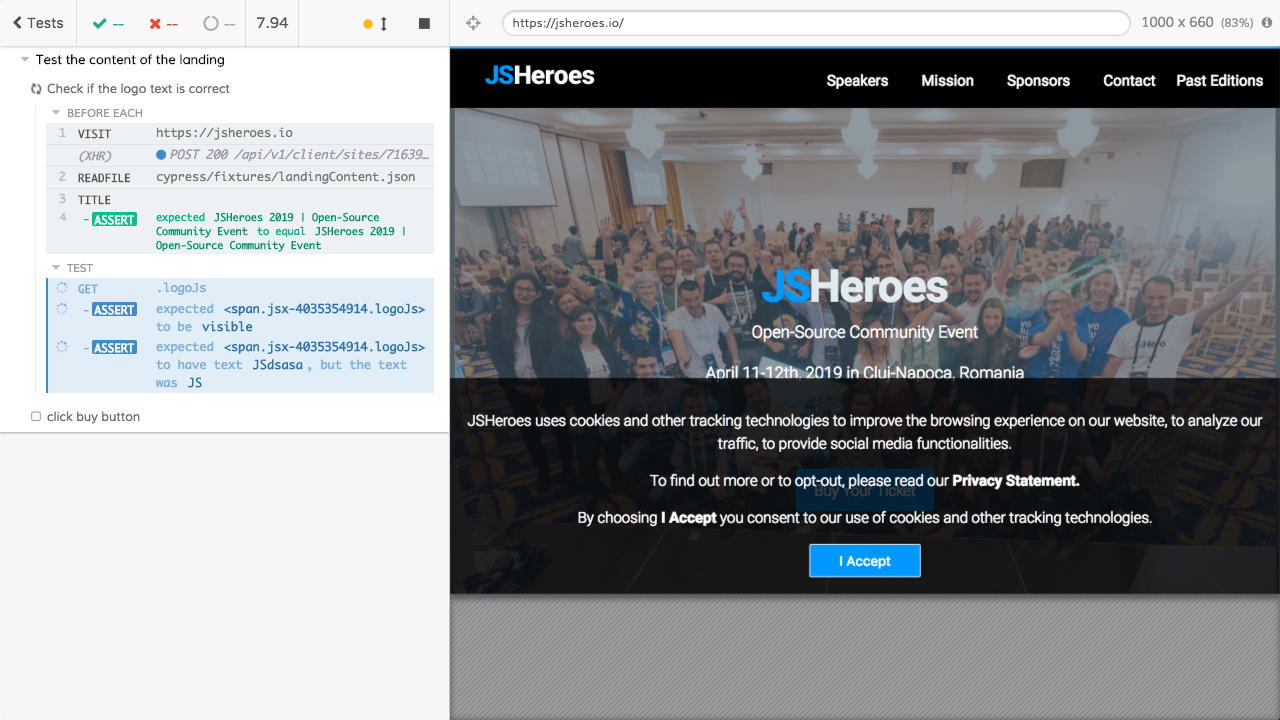 Tests
--
--
--
7.94
https://jsheroes.io/
1000 x 660 (83%)
Test the content of the landing
Check if the logo text is correct
BEFORE EACH
1 VISIT https://jsheroes.io
(XHR) POST 200 /api/v1/client/sites/71639…
2 READFILE cypress/fixtures/landingContent.json
3 TITLE
4 - ASSERT expected JSHeroes 2019 | Open-Source
Community Event to equal JSHeroes 2019 |
Open-Source Community Event
TEST
GET .logoJs
- ASSERT expected <span.jsx-4035354914.logoJs>
to be visible
- ASSERT expected <span.jsx-4035354914.logoJs>
to have text JSdsasa , but the text
was JS
click buy button
JSHeroes
Speakers Mission Sponsors Contact Past Editions
JSHeroes
Open-Source Community Event
April 11-12th, 2019 in Cluj-Napoca, Romania
JSHeroes uses cookies and other tracking technologies to improve the browsing experience on our website, to analyze our
traffic, to provide social media functionalities.
To find out more or to opt-out, please read our Privacy Statement.
Buy Your Ticket
By choosing I Accept you consent to our use of cookies and other tracking technologies.
I Accept